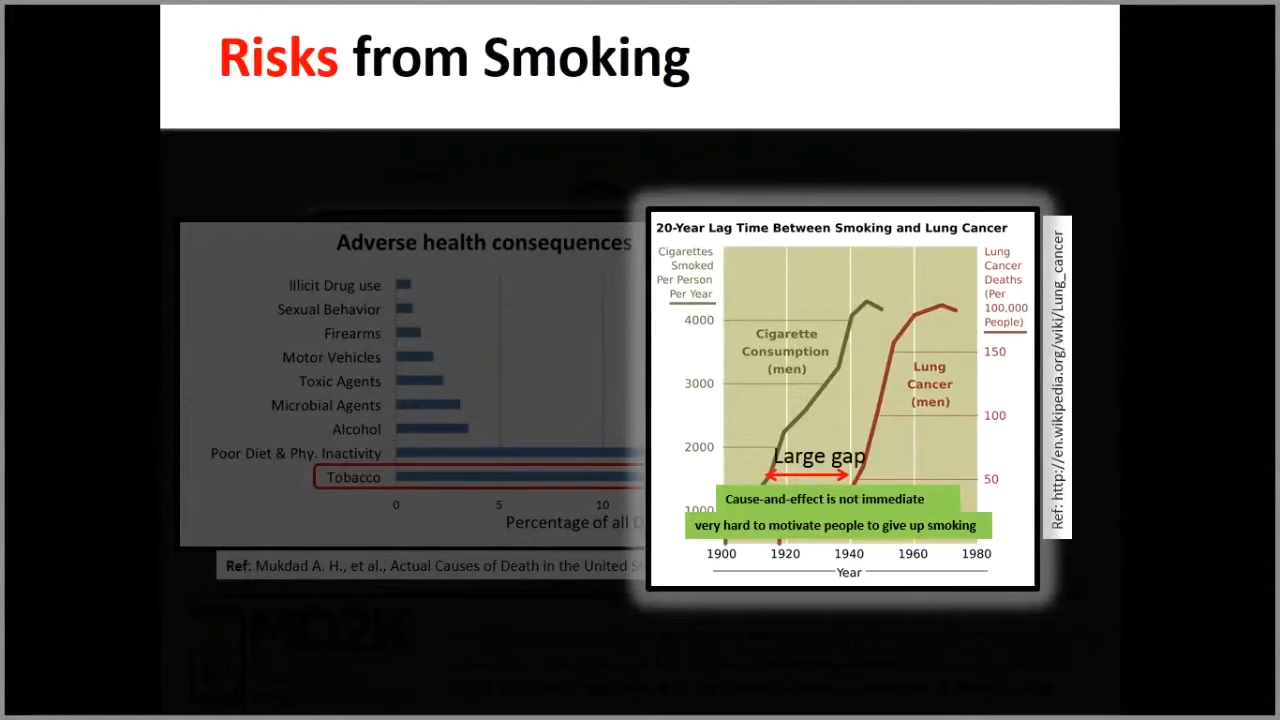 Risks from Smoking
Adverse health consequences
Illicit Drug use
Sexual Behavior
Firearms
Motor Vehicles
Toxic Agents
Microbial Agents
Alcohol
Poor Diet & Phy. Inactivity
Tobacco
0 5 10
Percentage of all
Ref: Mukdad A. H., et al., Actual Causes of Death in the United
20-Year Lag Time Between Smoking and Lung Cancer
Cigarettes
Smoked
Per Person
Per Year
4000
3000
2000
1000
Cigarette
Consumption
(men)
Lung
Cancer
Deaths
(Per
100,000
People)
150
100
50
Lung
Cancer
(men)
Large gap
Cause-and-effect is not immediate
very hard to motivate people to give up smoking
1900 1920 1940 1960 1980
Year
Ref: http://en.wikipedia.org/wiki/Lung_cancer
MD2K